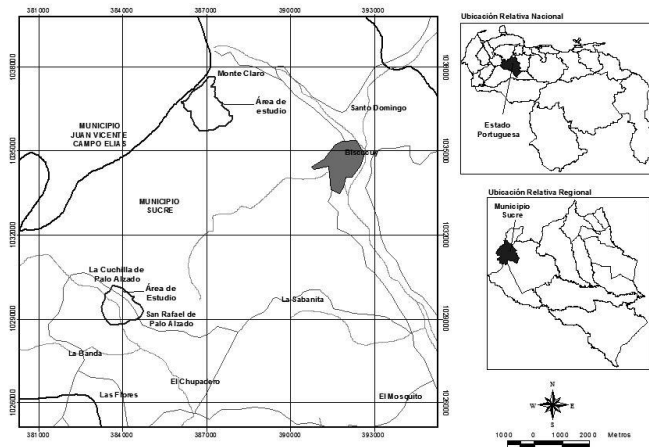 381000 384000 387000 390000 393000
Monte Claro
Área de
estudio
Santo Domingo
MUNICIPIO
JUAN VICENTE
CAMPO ELIAS
Biscucuy
MUNICIPIO
SUCRE
La Cuchilla de
Palo Alzado
Área de
Estudio
San Rafael de
Palo Alzado
La Sabanita
La Banda
Las Flores
El Chupadero
El Mosquito
381000 384000 387000 390000 393000
Ubicación Relativa Nacional
Estado
Portuguesa
Ubicación Relativa Regional
Municipio
Sucre
N
W E
S
1000 0 1000 2000 Metros